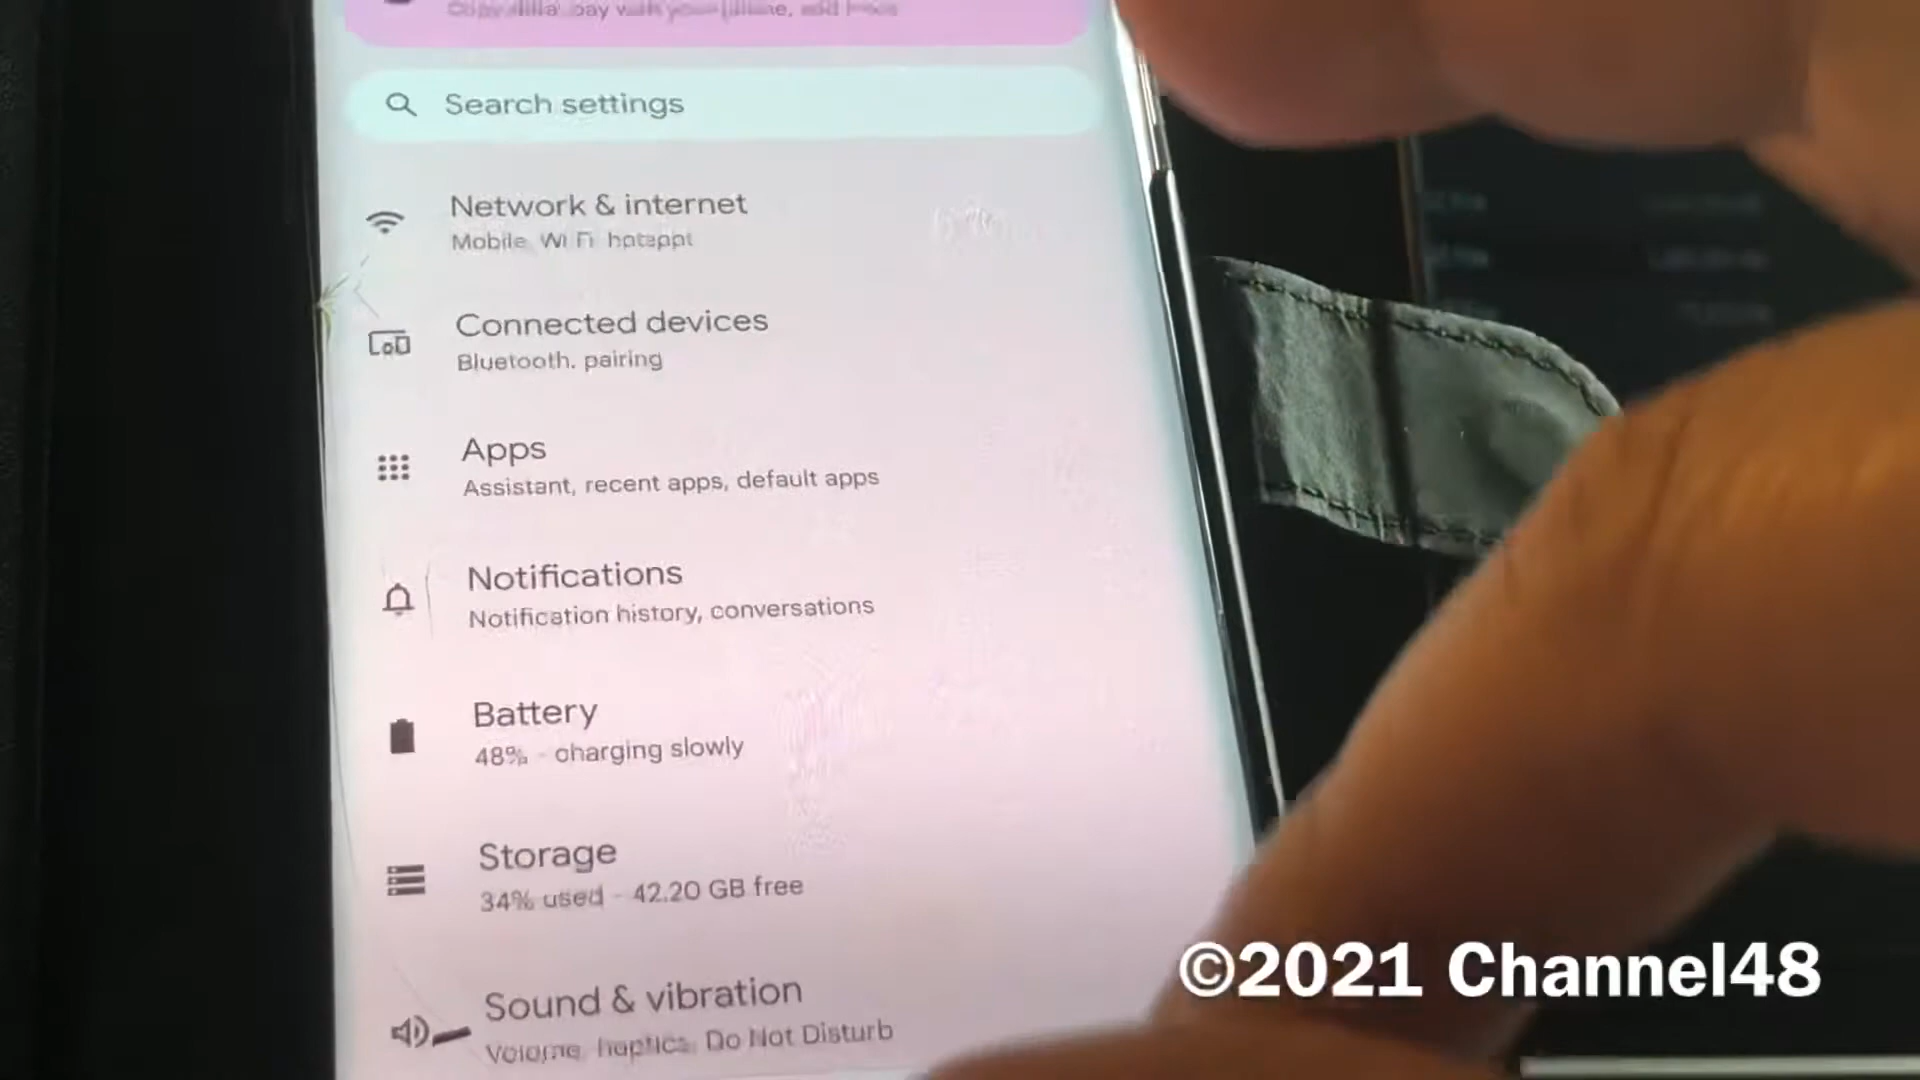 Search settings
Network & internet
Mobile, Wi Fi, hotspot
Connected devices
Bluetooth, pairing
Apps
Assistant, recent apps, default apps
Notifications
Notification history, conversations
Battery
48% - charging slowly
Storage
34% used - 42.20 GB free
Sound & vibration
Volume, haptics, Do Not Disturb
©2021 Channel48